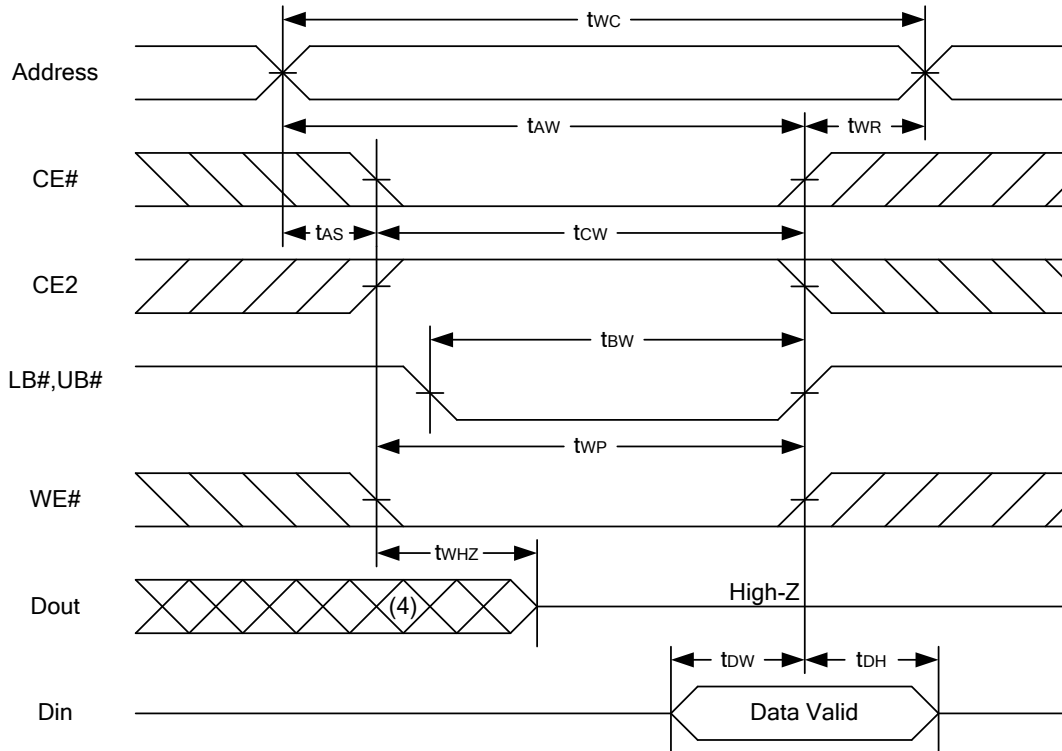 tWC
Address
tAW
tWR
CE#
tAS
tCW
CE2
tBW
LB#,UB#
tWP
WE#
tWHZ
Dout
(4)
High-Z
tDW
tDH
Din
Data Valid